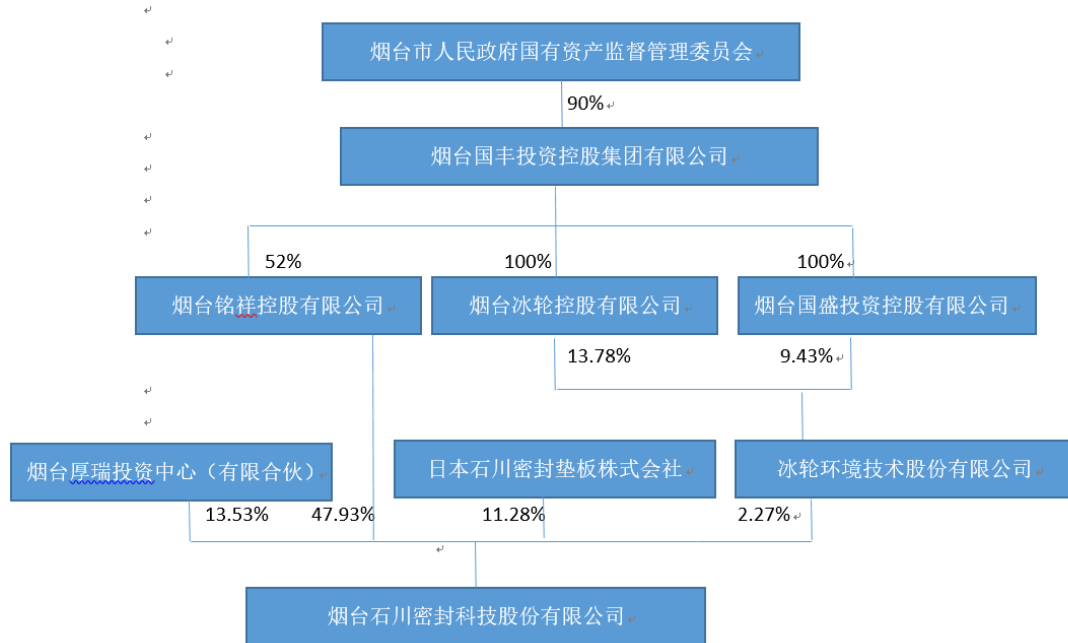 烟台市人民政府国有资产监督管理委员会
90%
烟台国丰投资控股集团有限公司
52%
100%
100%
烟台铭祥控股有限公司
烟台冰轮控股有限公司
烟台国盛投资控股有限公司
13.78%
9.43%
烟台厚瑞投资中心（有限合伙）
日本石川密封垫板株式会社
冰轮环境技术股份有限公司
13.53%
47.93%
11.28%
2.27%
烟台石川密封科技股份有限公司